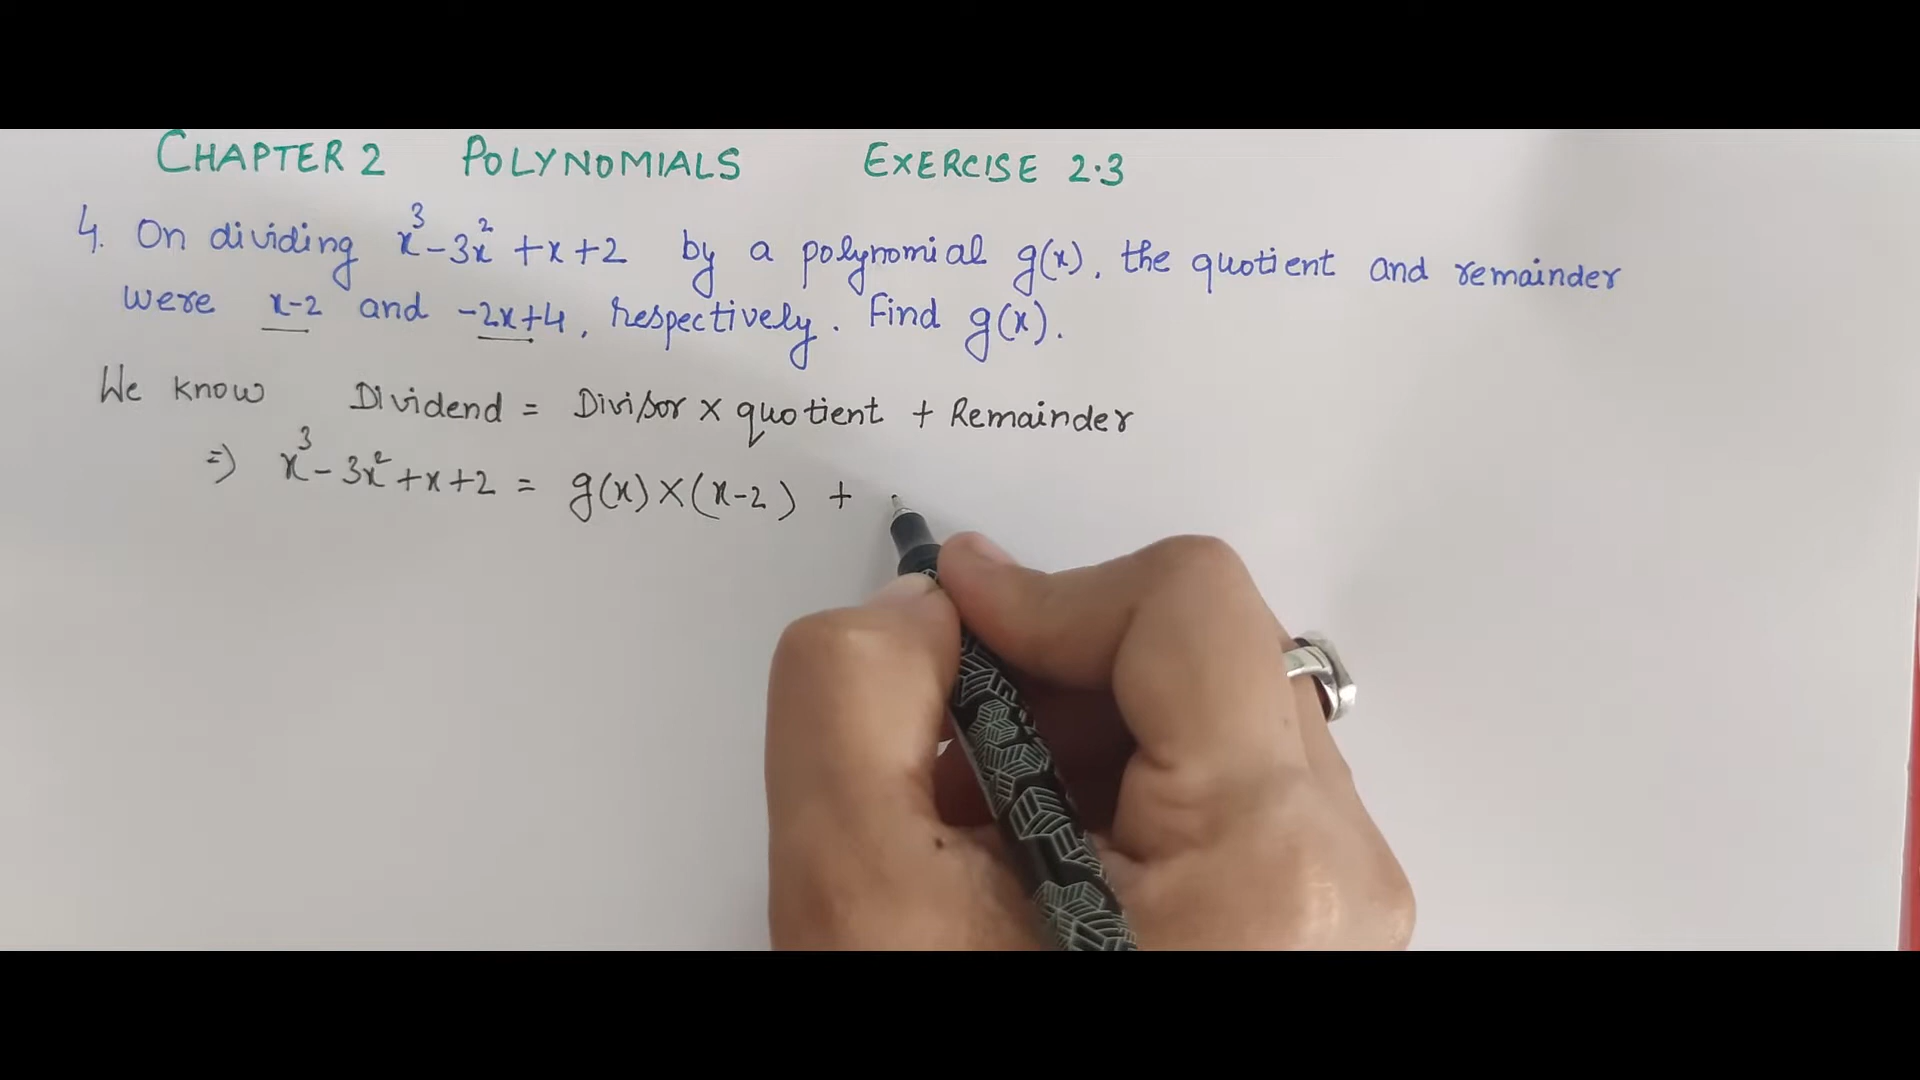 CHAPTER 2 POLYNOMIALS EXERCISE 2.3
4. On dividing x³-3x²+x+2 by a polynomial g(x), the quotient and remainder
were x-2 and -2x+4, respectively. Find g(x).
We know Dividend = Divisor × quotient + Remainder
⇒ x³-3x²+x+2 = g(x)×(x-2) +